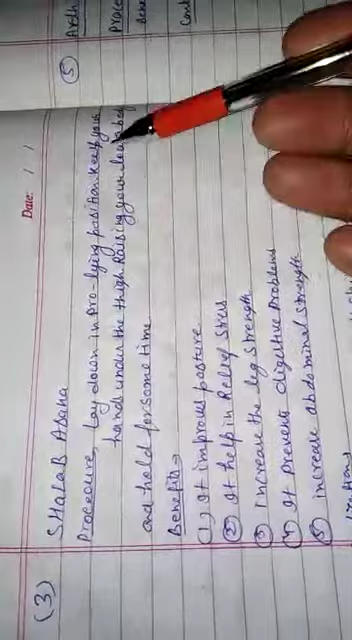 Date: / /
(3) SHalaB ASana
Procedure, Lay down in Pro-lying position. Keep your
hands under the thigh Raising your
and hold for some time.
Benefits →
(1) It improves posture
(2) It help in Relief Stress
(3) Increase the leg strength
(4) It prevent digestive Problems
(5) increase abdominal strength
(5)